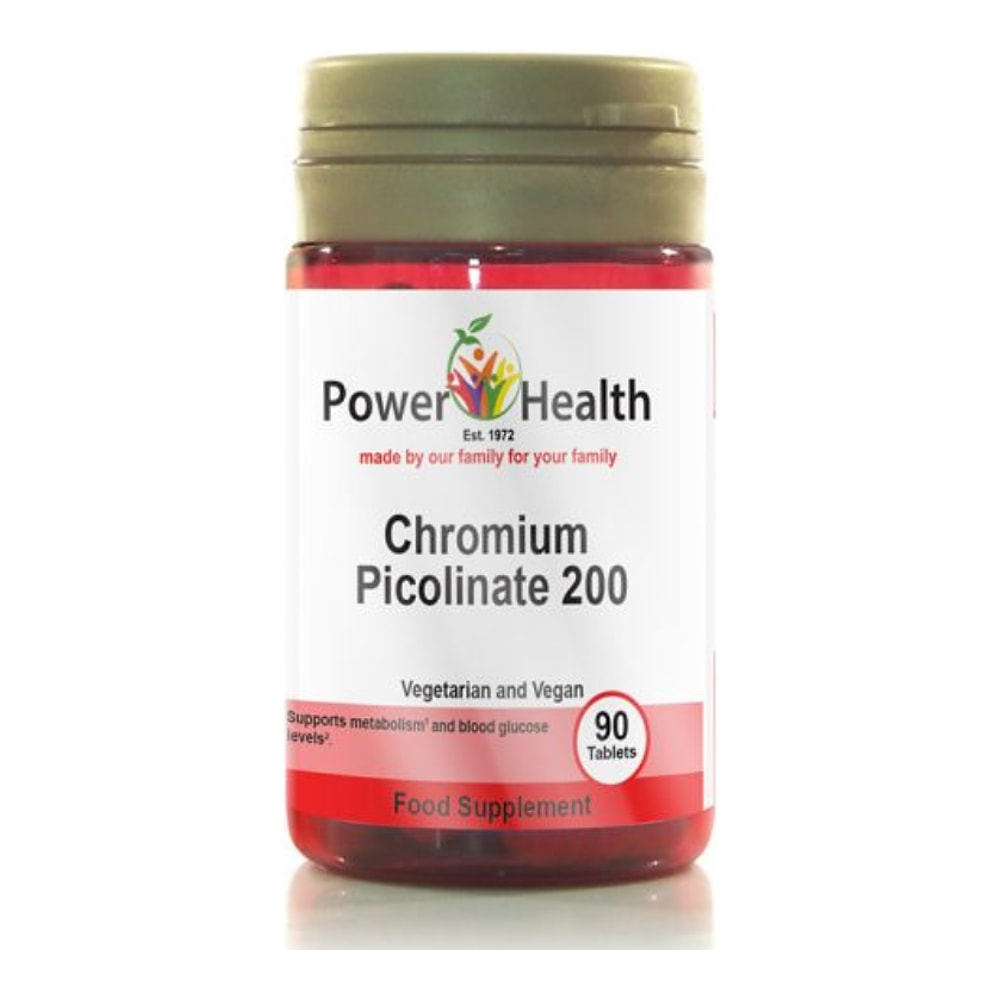 Power Health
Est. 1972
made by our family for your family
Chromium
Picolinate 200
Vegetarian and Vegan
Supports metabolism¹ and blood glucose
levels².
90
Tablets
Food Supplement